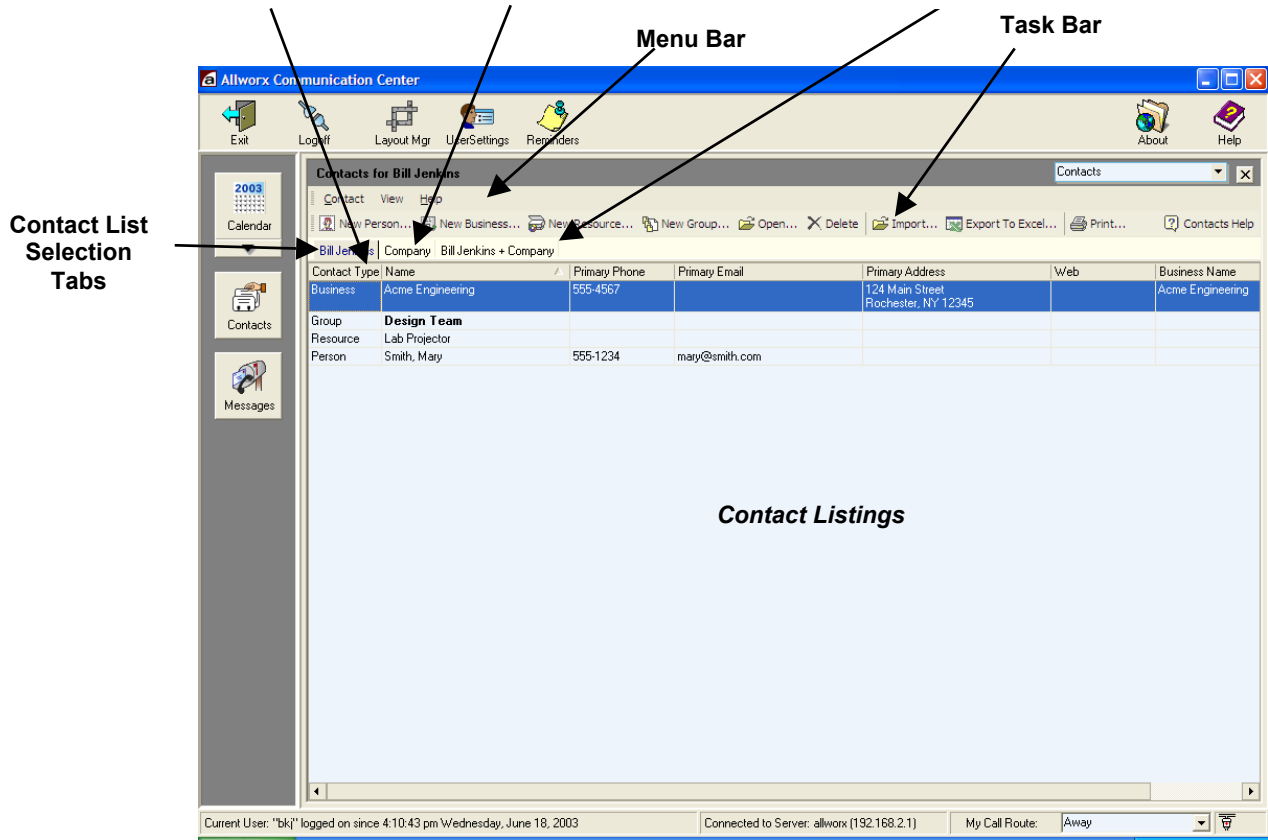 Menu Bar
Task Bar
Allworx Communication Center
Exit Logoff Layout Mgr UserSettings Reminders About Help
Contacts for Bill Jenkins Contacts
Contact View Help
New Person... New Business... New Resource... New Group... Open... Delete Import... Export To Excel... Print... Contacts Help
Bill Jenkins Company Bill Jenkins + Company
Contact List
Selection
Tabs
2003
Calendar
Contacts
Messages
Contact Type Name Primary Phone Primary Email Primary Address Web Business Name
Business Acme Engineering 555-4567 124 Main Street Acme Engineering
Rochester, NY 12345
Group Design Team
Resource Lab Projector
Person Smith, Mary 555-1234 mary@smith.com
Contact Listings
Current User: "bkj" logged on since 4:10:43 pm Wednesday, June 18, 2003 Connected to Server: allworx (192.168.2.1) My Call Route: Away